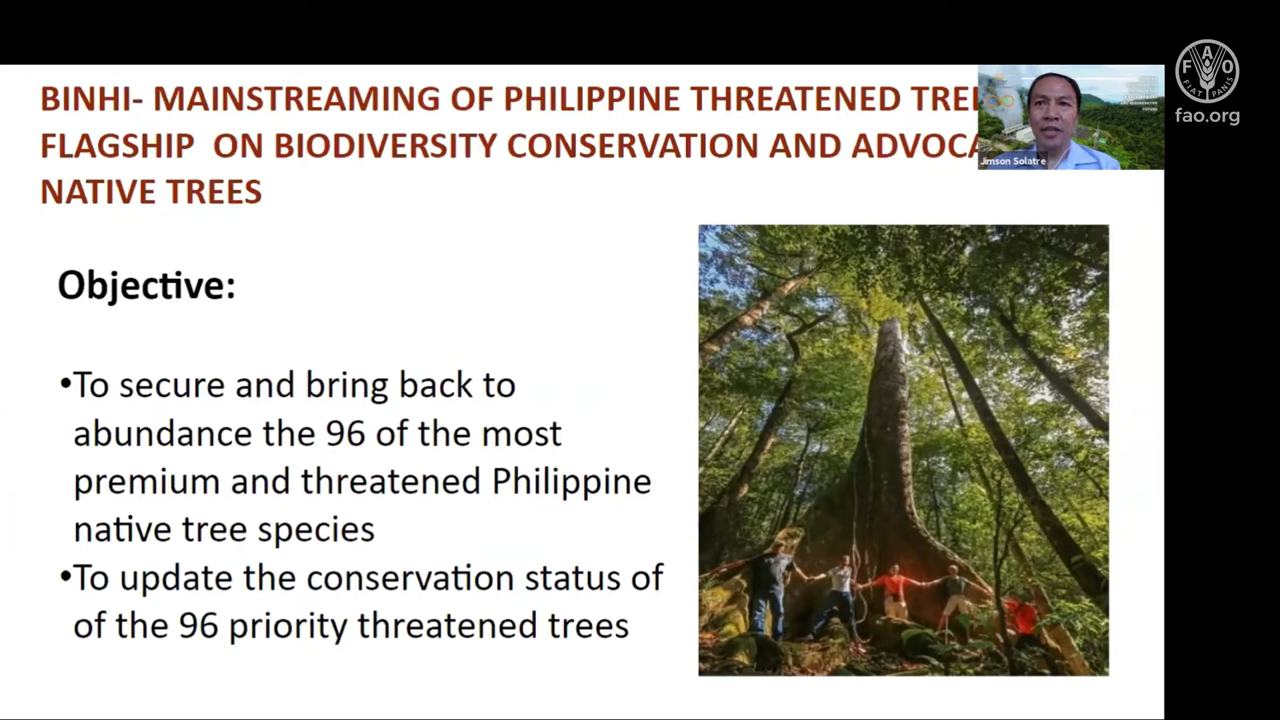 BINHI- MAINSTREAMING OF PHILIPPINE THREATENED
FLAGSHIP ON BIODIVERSITY CONSERVATION AND
NATIVE TREES
Objective:
•To secure and bring back to
abundance the 96 of the most
premium and threatened Philippine
native tree species
•To update the conservation status of
of the 96 priority threatened trees
Jimson Solatre
FAO
FIAT PANIS
fao.org